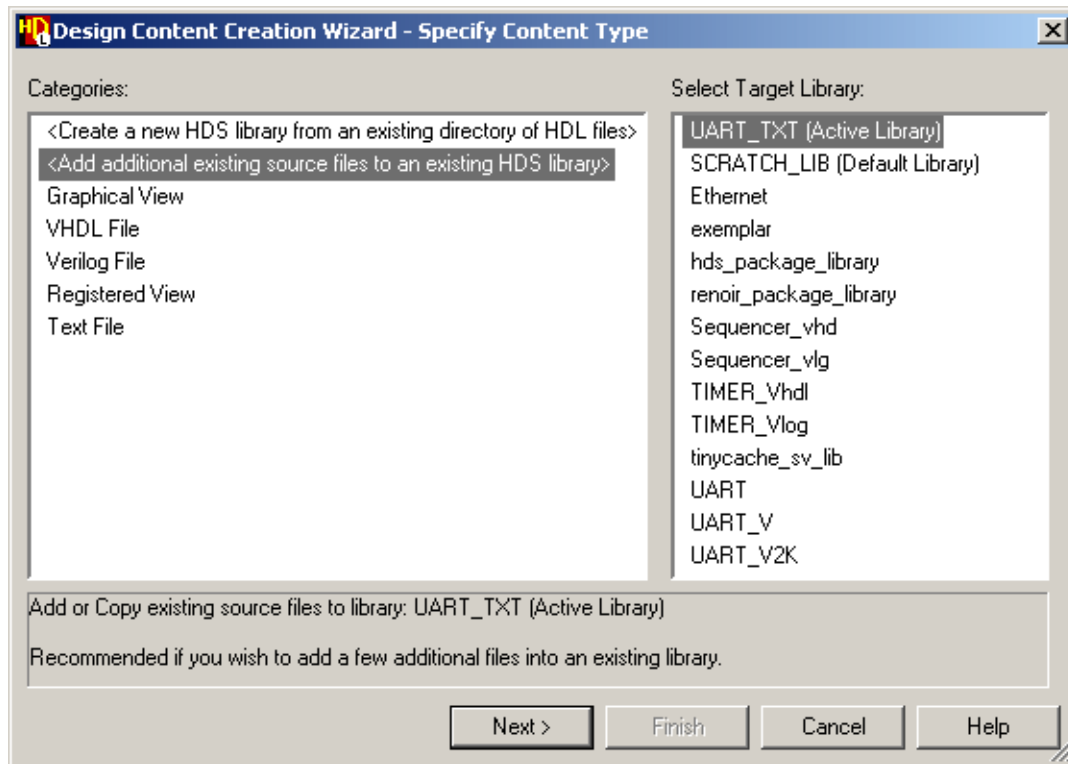 HDL
Design Content Creation Wizard - Specify Content Type
Categories:
<Create a new HDS library from an existing directory of HDL files>
<Add additional existing source files to an existing HDS library>
Graphical View
VHDL File
Verilog File
Registered View
Text File
Select Target Library:
UART_TXT (Active Library)
SCRATCH_LIB (Default Library)
Ethernet
exemplar
hds_package_library
renoir_package_library
Sequencer_vhd
Sequencer_vlg
TIMER_Vhdl
TIMER_Vlog
tinycache_sv_lib
UART
UART_V
UART_V2K
Add or Copy existing source files to library: UART_TXT (Active Library)
Recommended if you wish to add a few additional files into an existing library.
Next >
Finish
Cancel
Help